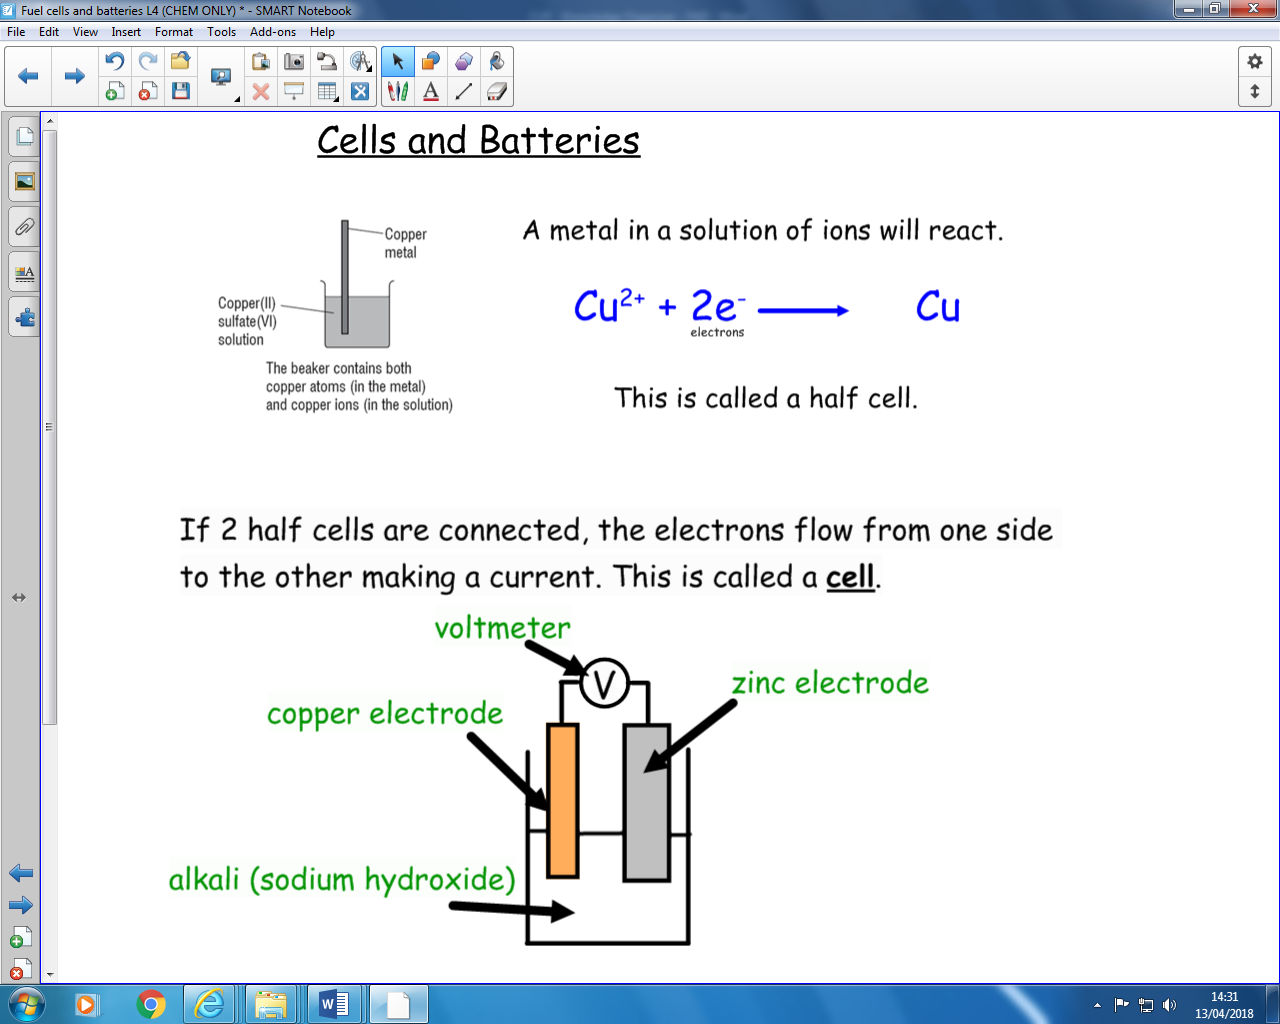 Fuel cells and batteries L4 (CHEM ONLY) * - SMART Notebook
File Edit View Insert Format Tools Add-ons Help
Cells and Batteries
Copper
metal
Copper(II)
sulfate(VI)
solution
The beaker contains both
copper atoms (in the metal)
and copper ions (in the solution)
A metal in a solution of ions will react.
Cu²⁺ + 2e⁻ → Cu
electrons
This is called a half cell.
If 2 half cells are connected, the electrons flow from one side
to the other making a current. This is called a cell.
voltmeter
V
zinc electrode
copper electrode
alkali (sodium hydroxide)
14:31
13/04/2018